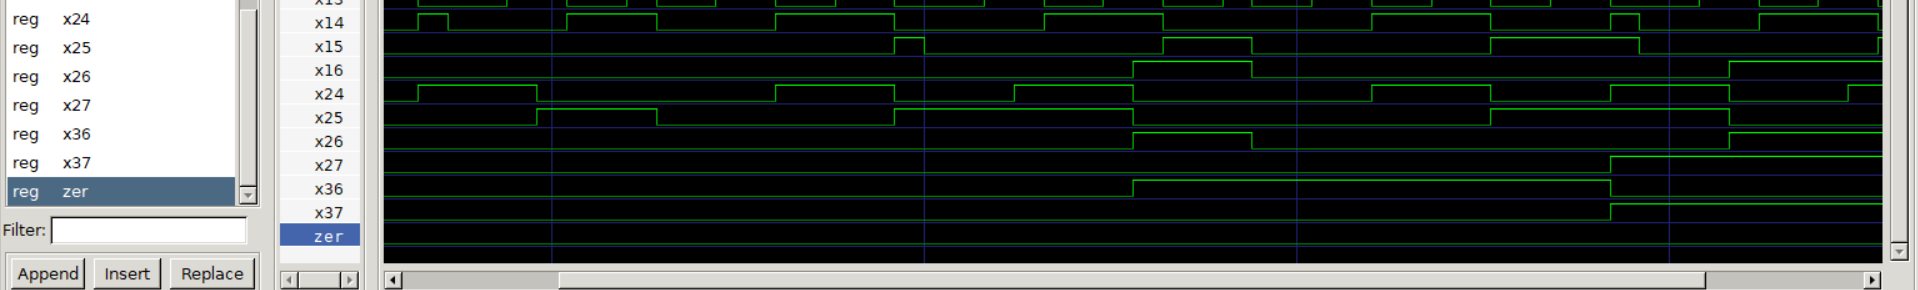 reg x24
reg x25
reg x26
reg x27
reg x36
reg x37
reg zer
Filter:
Append Insert Replace
x14
x15
x16
x24
x25
x26
x27
x36
x37
zer